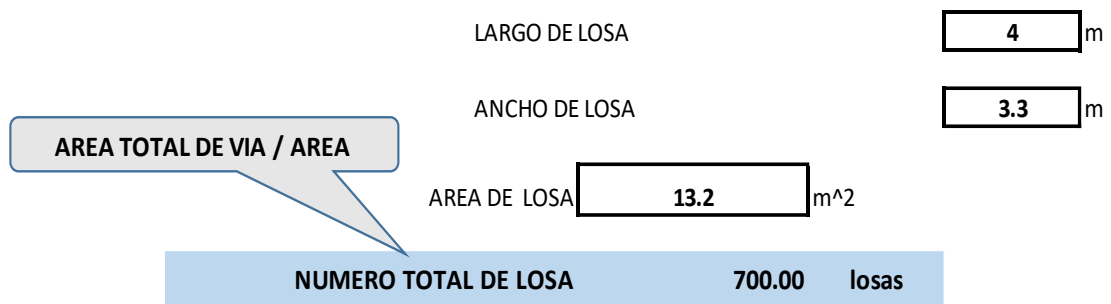 LARGO DE LOSA 4 m
ANCHO DE LOSA 3.3 m
AREA TOTAL DE VIA / AREA
AREA DE LOSA 13.2 m^2
NUMERO TOTAL DE LOSA 700.00 losas